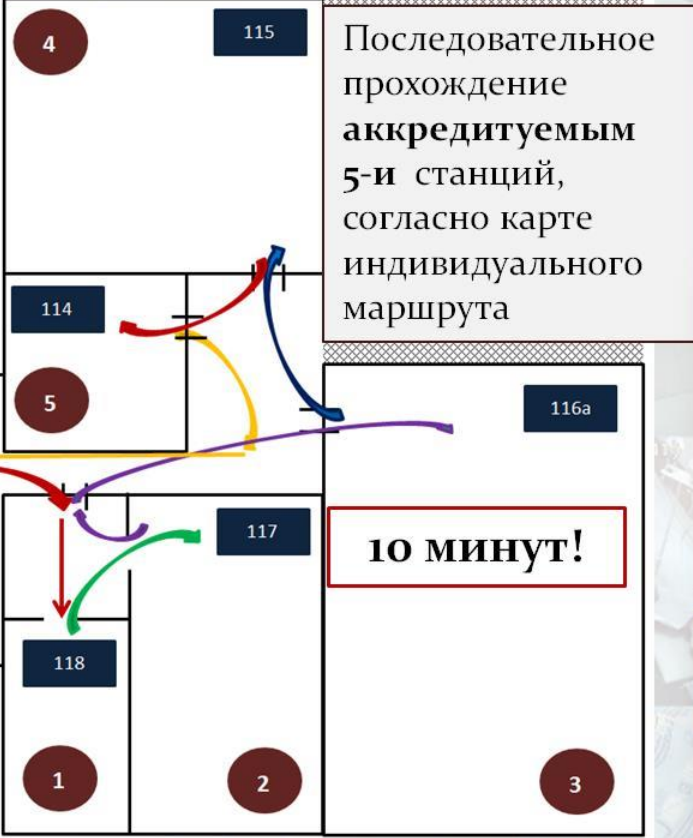 4
115
Последовательное
прохождение
аккредитуемым
5-и станций,
согласно карте
индивидуального
маршрута
114
5
116а
117
10 минут!
118
1
2
3